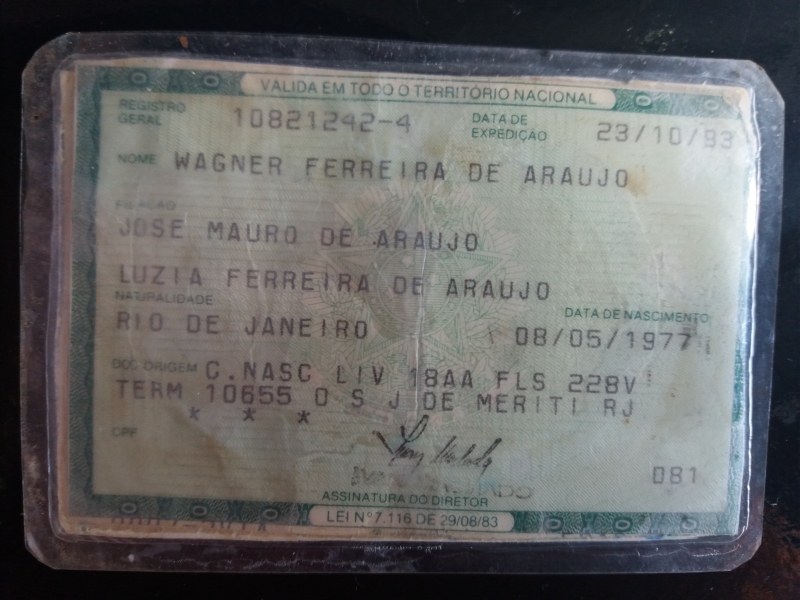 VALIDA EM TODO O TERRITÓRIO NACIONAL
REGISTRO GERAL 10821242-4 DATA DE EXPEDIÇÃO 23/10/93
NOME WAGNER FERREIRA DE ARAUJO
FILIAÇÃO
JOSE MAURO DE ARAUJO
LUZIA FERREIRA DE ARAUJO
NATURALIDADE DATA DE NASCIMENTO
RIO DE JANEIRO 08/05/1977
DOC ORIGEM C.NASC LIV 18AA FLS 228V
TERM 10655 O S J DE MERITI RJ
* * *
CPF
081
ASSINATURA DO DIRETOR
LEI Nº 7.116 DE 29/08/83